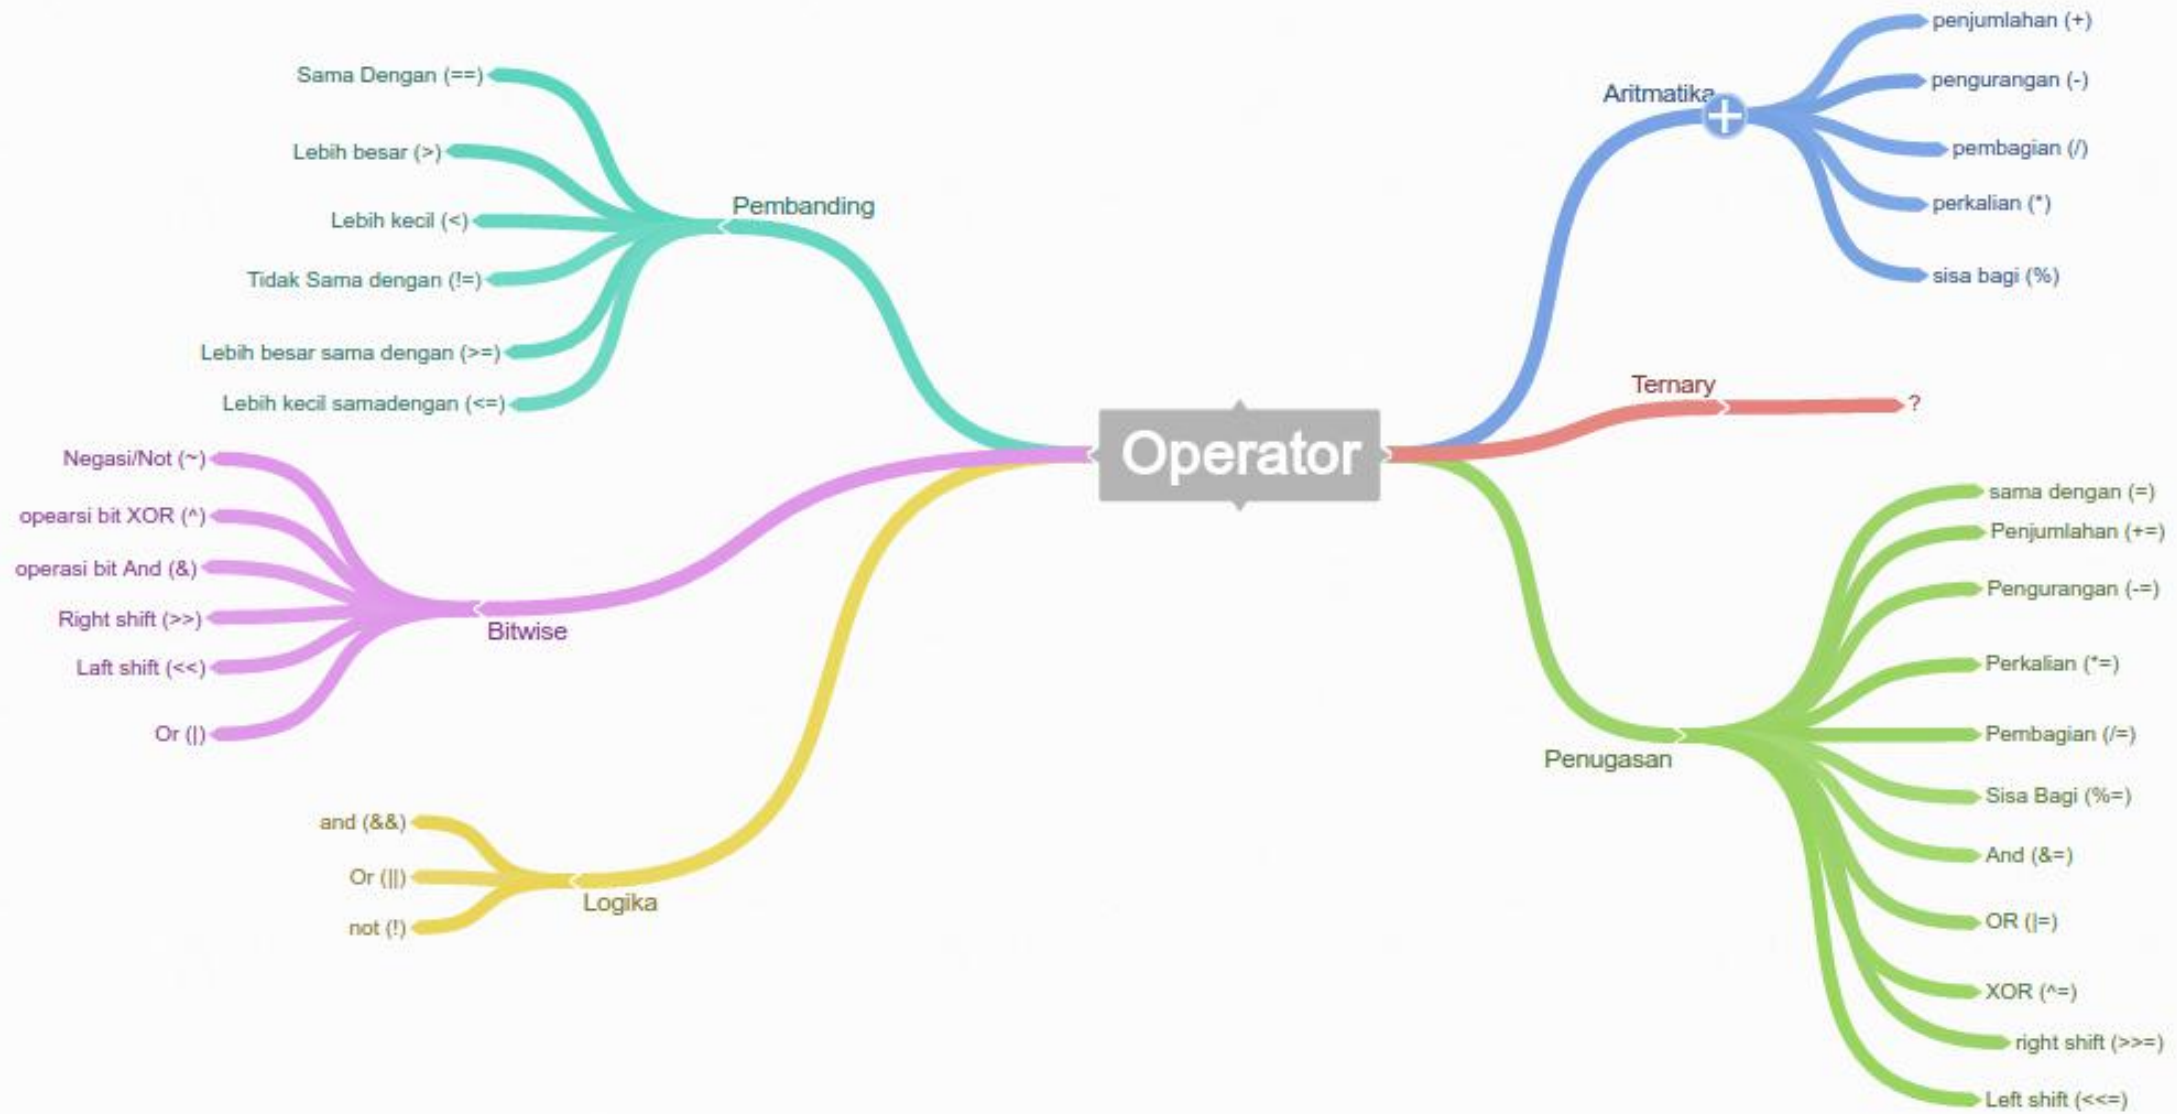 Operator
Pembanding
Sama Dengan (==)
Lebih besar (>)
Lebih kecil (<)
Tidak Sama dengan (!=)
Lebih besar sama dengan (>=)
Lebih kecil samadengan (<=)
Bitwise
Negasi/Not (~)
opearsi bit XOR (^)
operasi bit And (&)
Right shift (>>)
Laft shift (<<)
Or (|)
Logika
and (&&)
Or (||)
not (!)
Aritmatika
penjumlahan (+)
pengurangan (-)
pembagian (/)
perkalian (*)
sisa bagi (%)
Ternary
?
Penugasan
sama dengan (=)
Penjumlahan (+=)
Pengurangan (-=)
Perkalian (*=)
Pembagian (/=)
Sisa Bagi (%=)
And (&=)
OR (|=)
XOR (^=)
right shift (>>=)
Left shift (<<=)